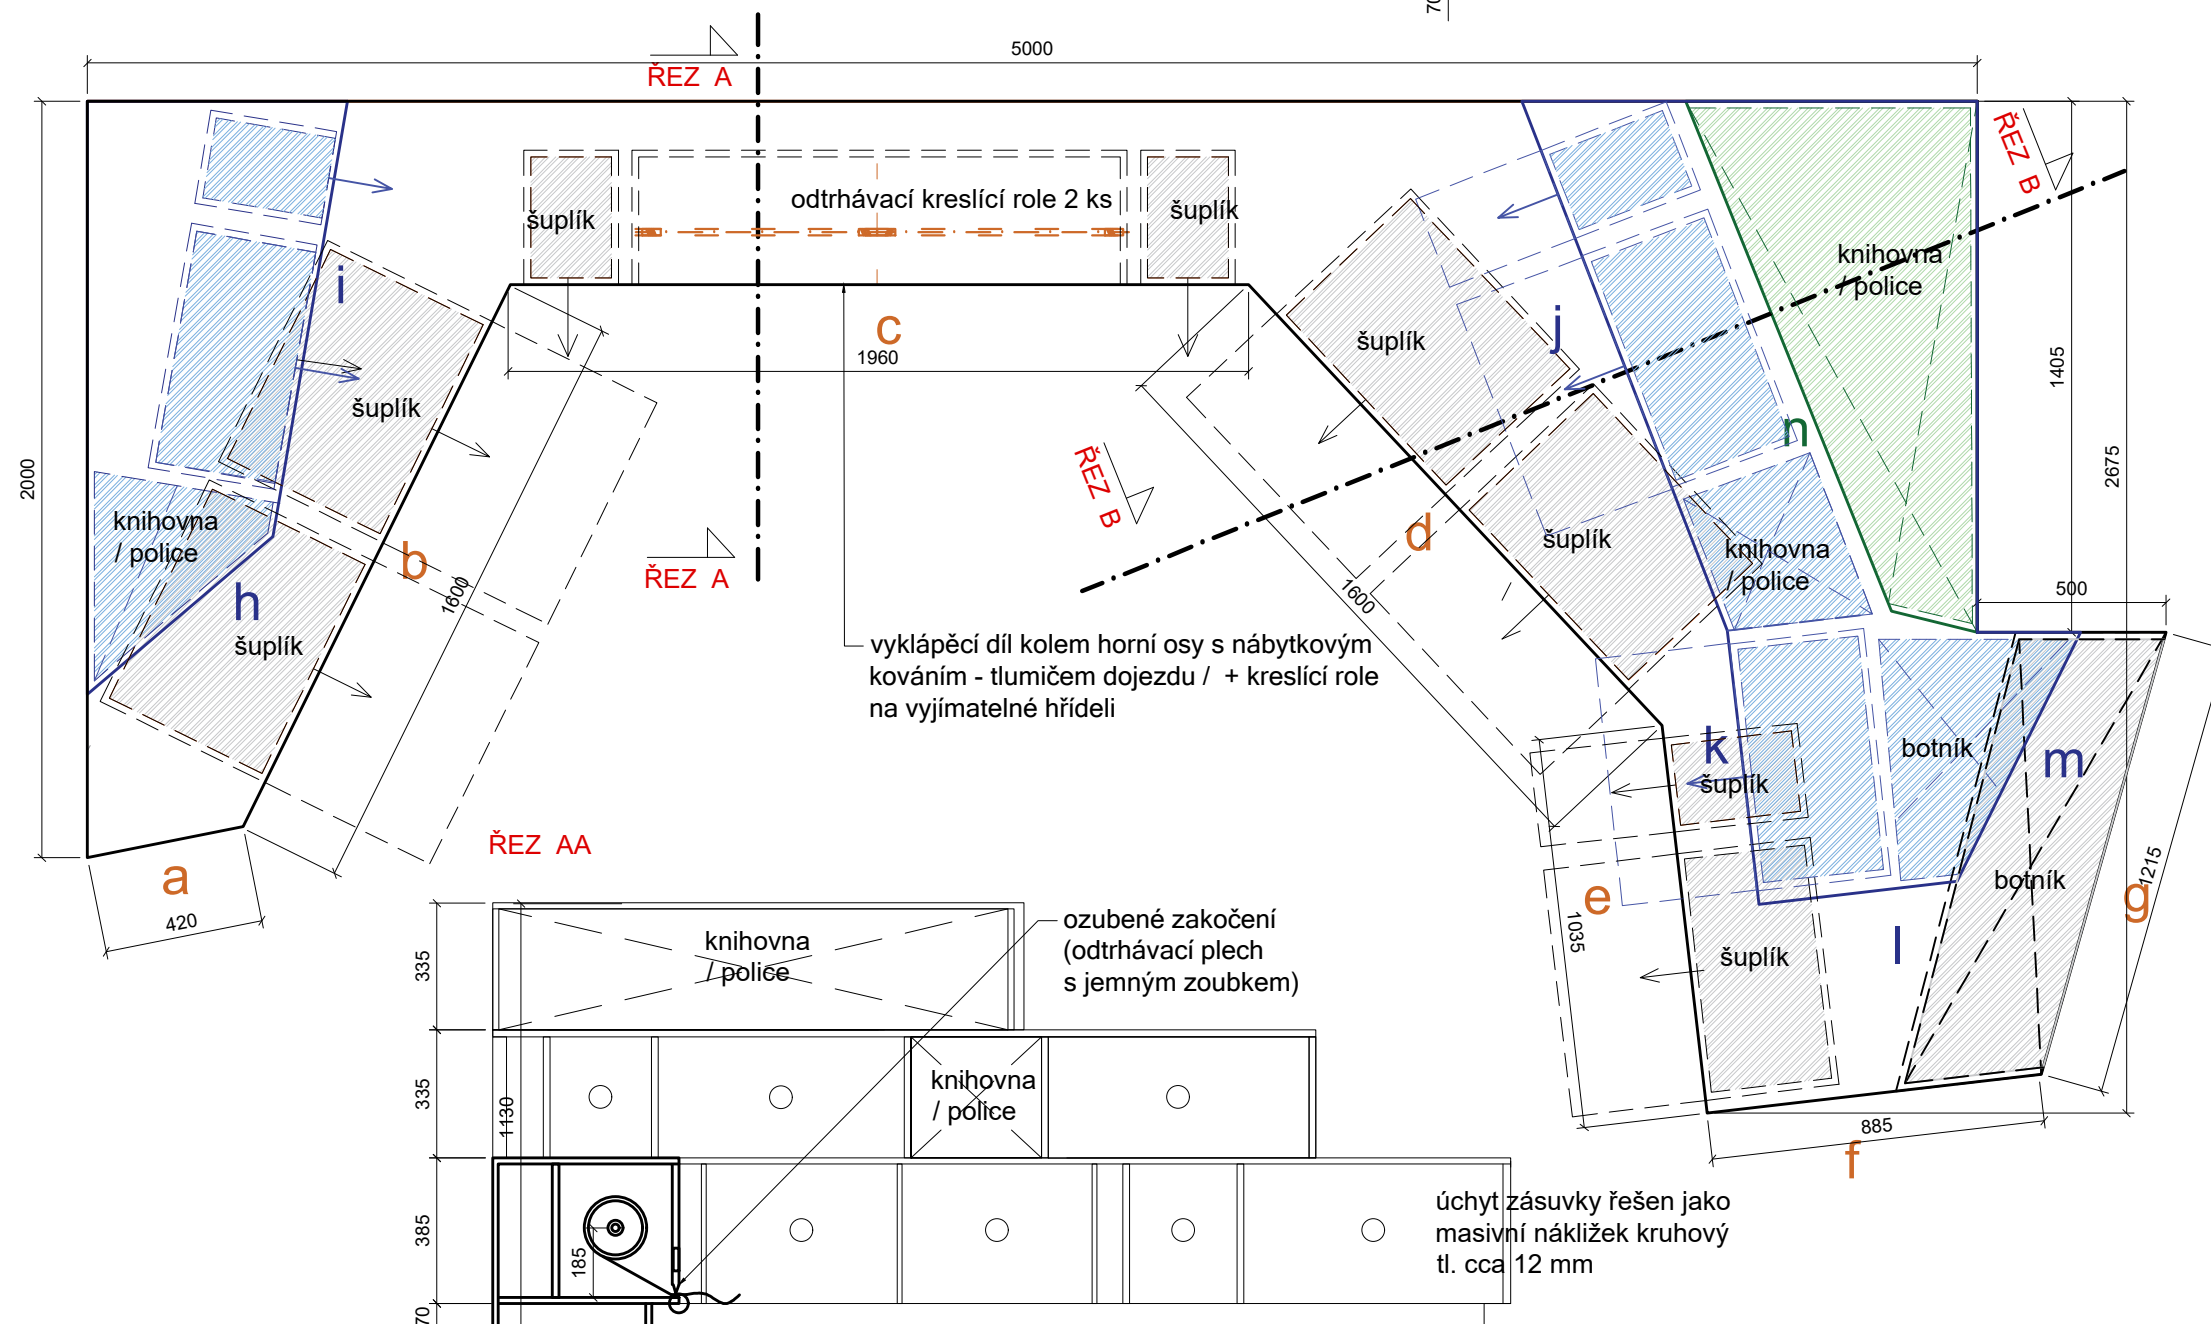 70
5000
ŘEZ A
ŘEZ B
odtrhávací kreslící role 2 ks
šuplík
šuplík
knihovna
/ police
i
c
j
šuplík
1960
1405
šuplík
n
2000
ŘEZ B
2675
knihovna
/ police
b
d
šuplík
knihovna
/ police
ŘEZ A
1600
1600
500
h
šuplík
vyklápěcí díl kolem horní osy s nábytkovým
kováním - tlumičem dojezdu / + kreslící role
na vyjímatelné hřídeli
k
šuplík
botník
m
ŘEZ AA
a
420
botník
1215
g
e
1035
l
šuplík
335
knihovna
/ police
ozubené zakočení
(odtrhávací plech
s jemným zoubkem)
335
1130
knihovna
/ police
885
f
385
185
úchyt zásuvky řešen jako
masivní nákližek kruhový
tl. cca 12 mm
70